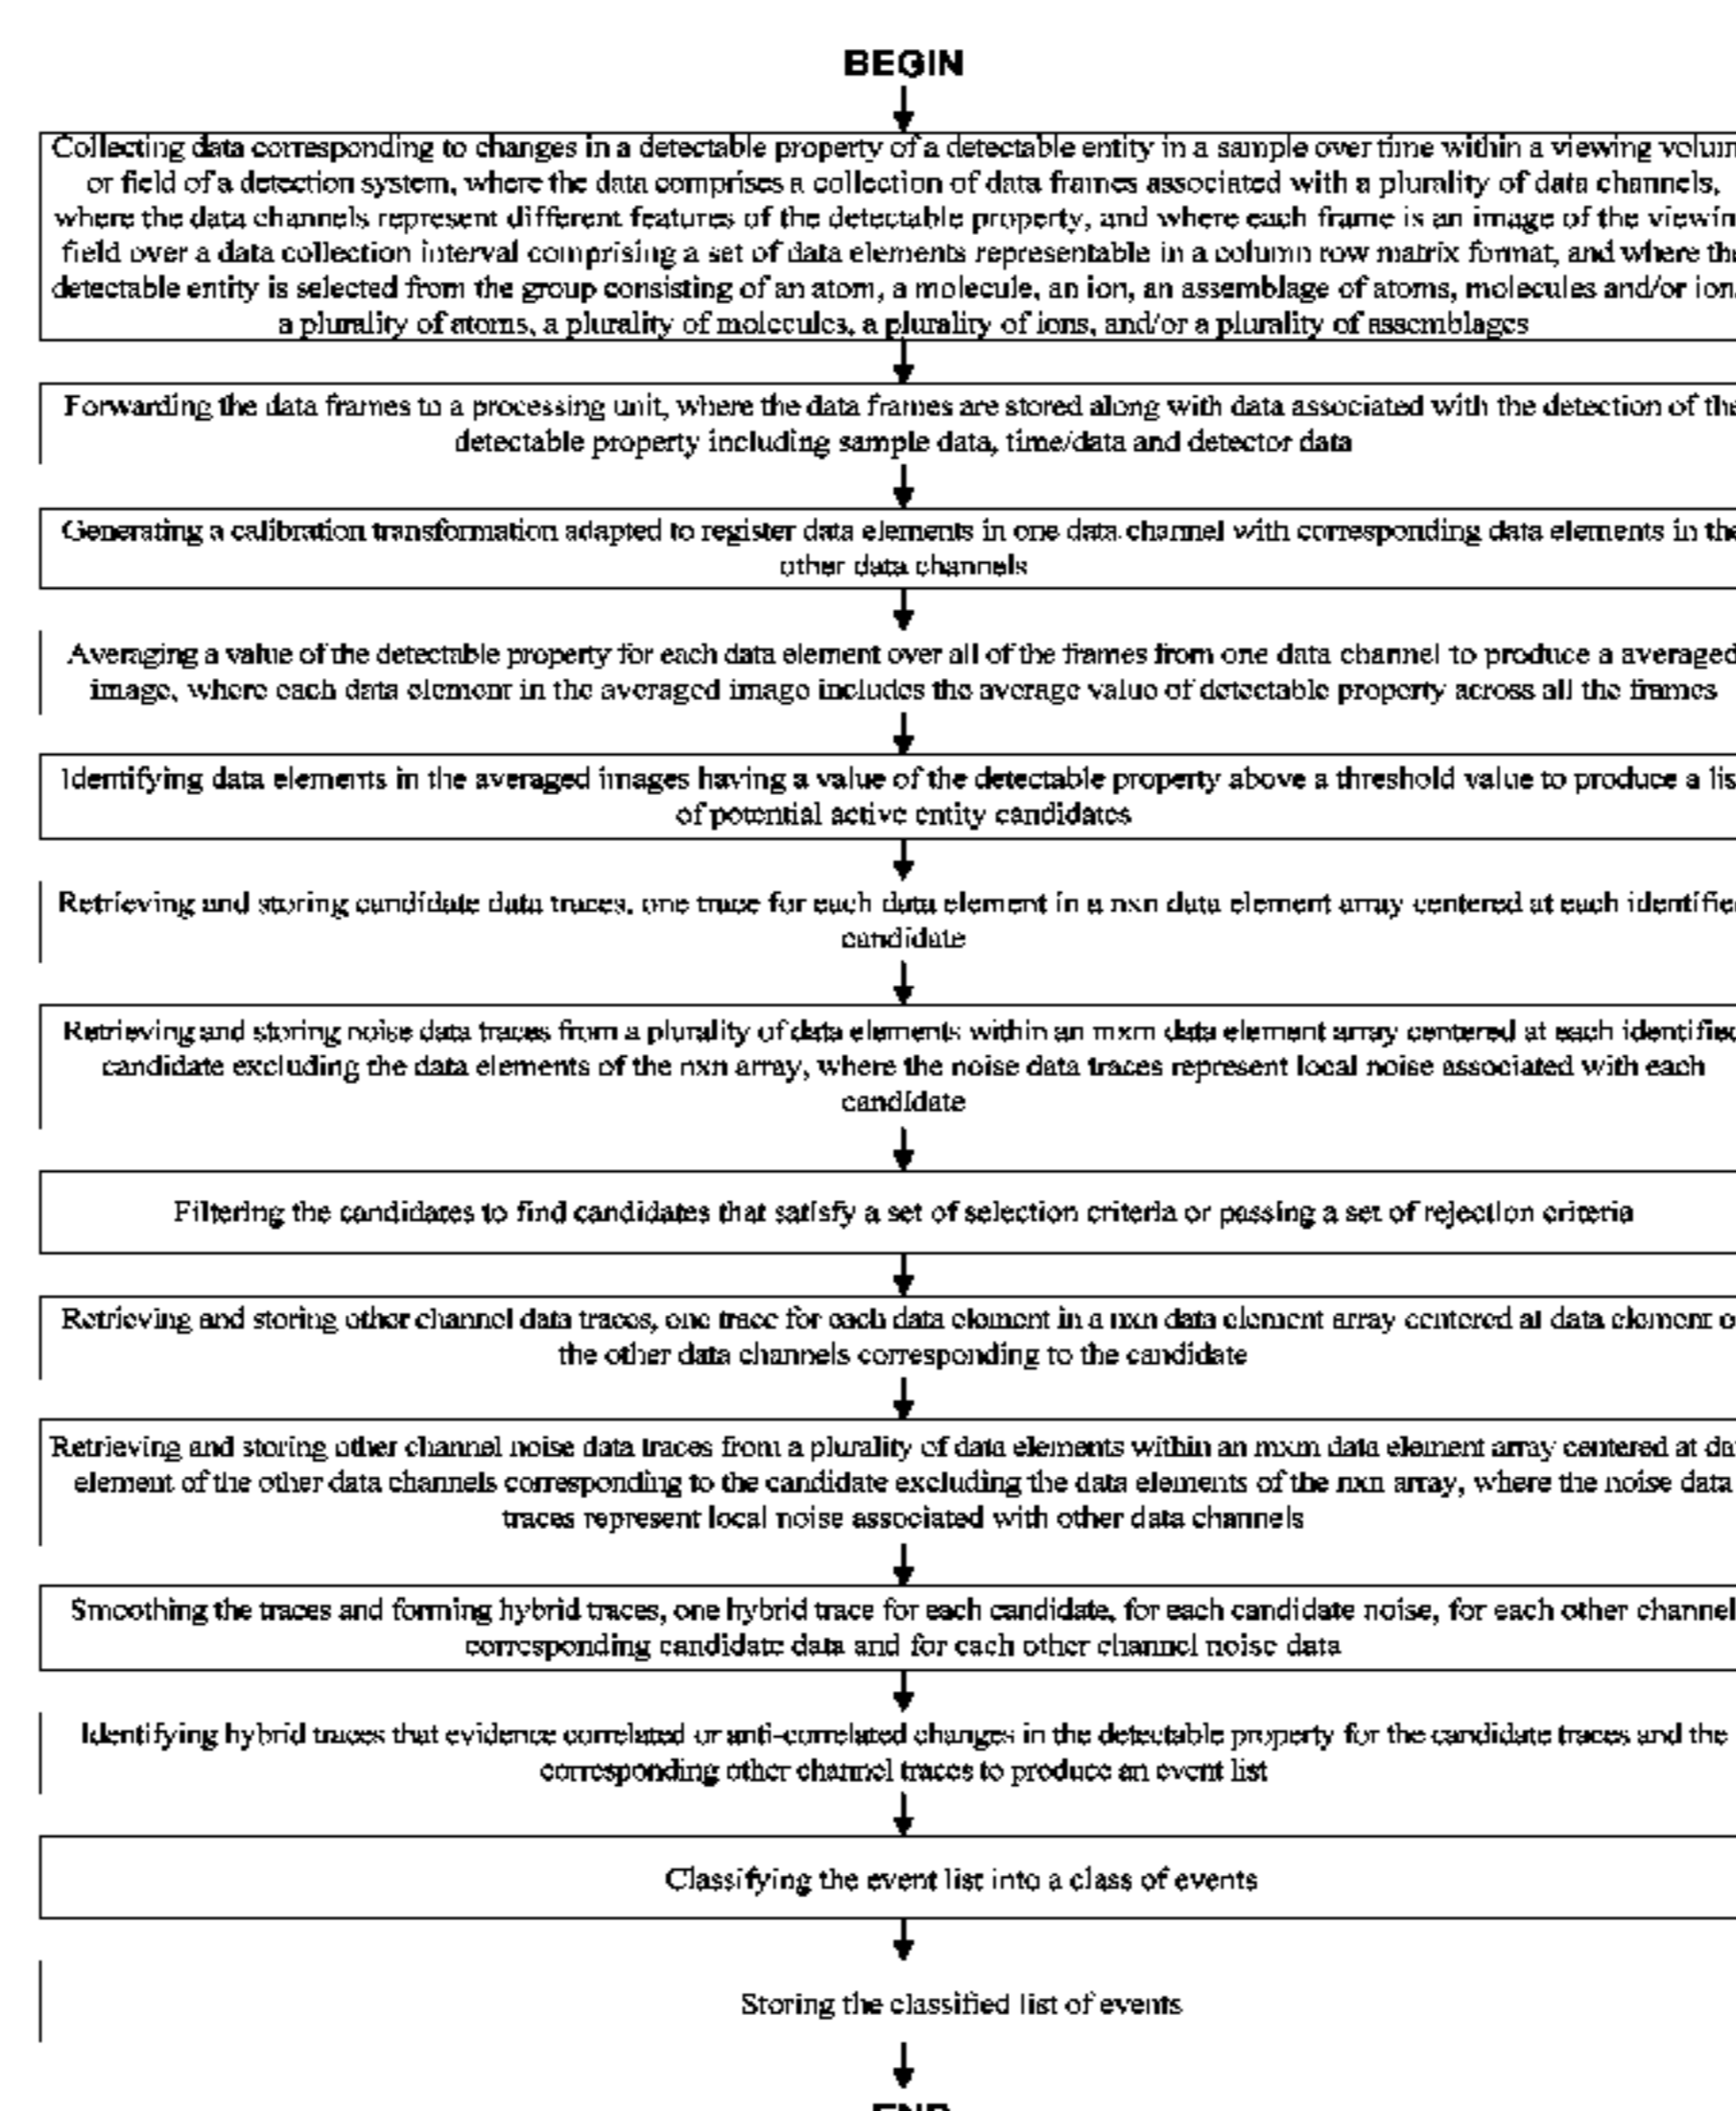 BEGIN
Collecting data corresponding to changes in a detectable property of a detectable entity in a sample over time within a viewing volum
or field of a detection system, where the data comprises a collection of data frames associated with a plurality of data channels,
where the data channels represent different features of the detectable property, and where each frame is an image of the viewin
field over a data collection interval comprising a set of data elements representable in a column row matrix format, and where the
detectable entity is selected from the group consisting of an atom, a molecule, an ion, an assemblage of atoms, molecules and/or ion
a plurality of atoms, a plurality of molecules, a plurality of ions, and/or a plurality of assemblages
Forwarding the data frames to a processing unit, where the data frames are stored along with data associated with the detection of the
detectable property including sample data, time/data and detector data
Generating a calibration transformation adapted to register data elements in one data channel with corresponding data elements in the
other data channels
Averaging a value of the detectable property for each data element over all of the frames from one data channel to produce a averaged
image, where each data element in the averaged image includes the average value of detectable property across all the frames
Identifying data elements in the averaged images having a value of the detectable property above a threshold value to produce a lis
of potential active entity candidates
Retrieving and storing candidate data traces, one trace for each data element in a nxn data element array centered at each identifie
candidate
Retrieving and storing noise data traces from a plurality of data elements within an mxm data element array centered at each identified
candidate excluding the data elements of the nxn array, where the noise data traces represent local noise associated with each
candidate
Filtering the candidates to find candidates that satisfy a set of selection criteria or passing a set of rejection criteria
Retrieving and storing other channel data traces, one trace for each data element in a nxn data element array centered at data element o
the other data channels corresponding to the candidate
Retrieving and storing other channel noise data traces from a plurality of data elements within an mxm data element array centered at da
element of the other data channels corresponding to the candidate excluding the data elements of the nxn array, where the noise data
traces represent local noise associated with other data channels
Smoothing the traces and forming hybrid traces, one hybrid trace for each candidate, for each candidate noise, for each other channel
corresponding candidate data and for each other channel noise data
Identifying hybrid traces that evidence correlated or anti-correlated changes in the detectable property for the candidate traces and the
corresponding other channel traces to produce an event list
Classifying the event list into a class of events
Storing the classified list of events
END